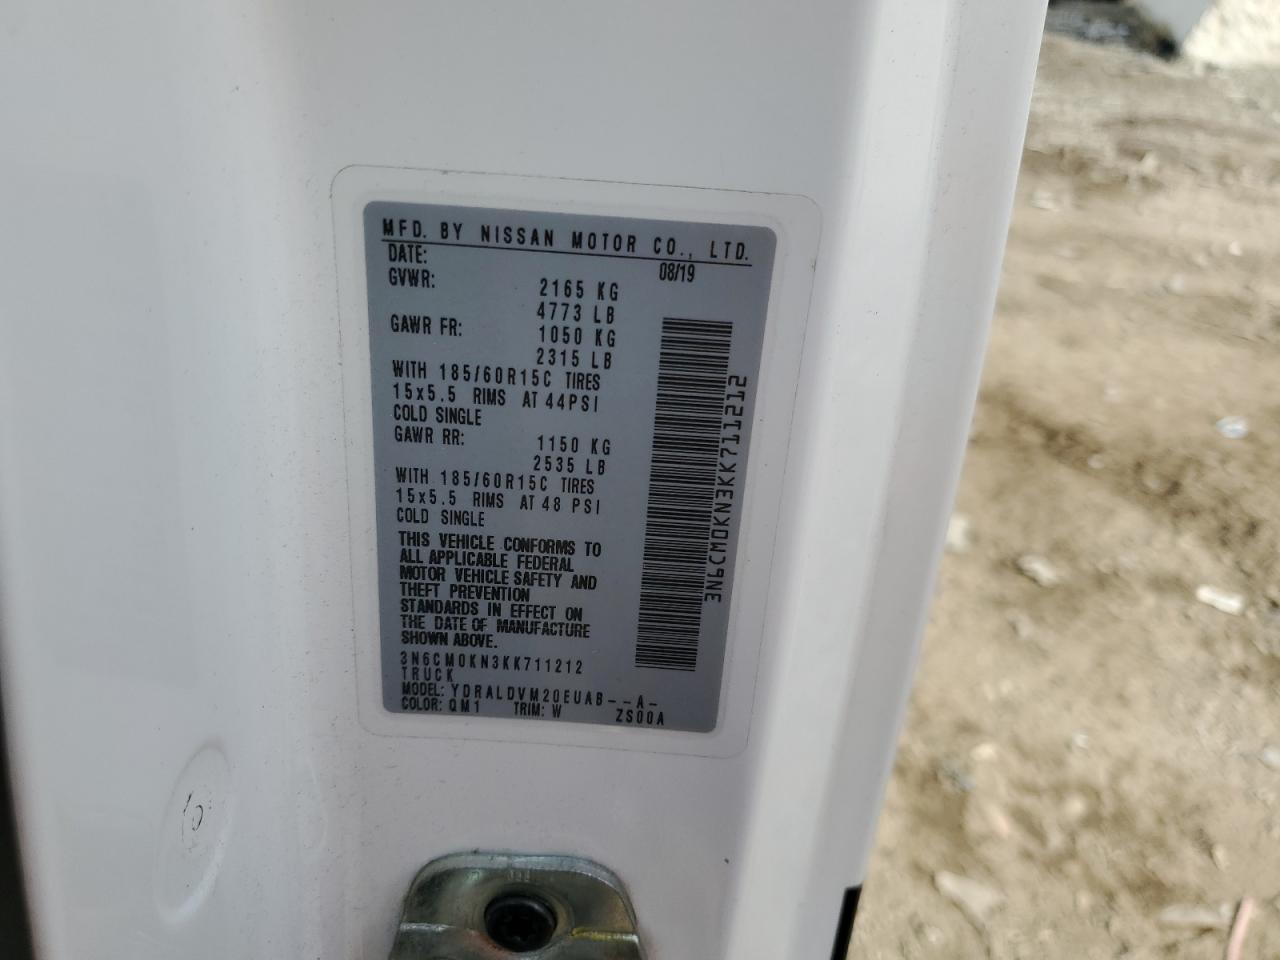 MFD. BY NISSAN MOTOR CO., LTD.
DATE: 08/19
GVWR: 2165 KG
4773 LB
GAWR FR: 1050 KG
2315 LB
WITH 185/60R15C TIRES
15x5.5 RIMS AT 44PSI
COLD SINGLE
GAWR RR: 1150 KG
2535 LB
WITH 185/60R15C TIRES
15x5.5 RIMS AT 48 PSI
COLD SINGLE
THIS VEHICLE CONFORMS TO
ALL APPLICABLE FEDERAL
MOTOR VEHICLE SAFETY AND
THEFT PREVENTION
STANDARDS IN EFFECT ON
THE DATE OF MANUFACTURE
SHOWN ABOVE.
3N6CM0KN3KK711212
TRUCK
MODEL: YDRALDVM20EUAB--A-
COLOR: QM1 TRIM: W ZS00A
3N6CM0KN3KK711212